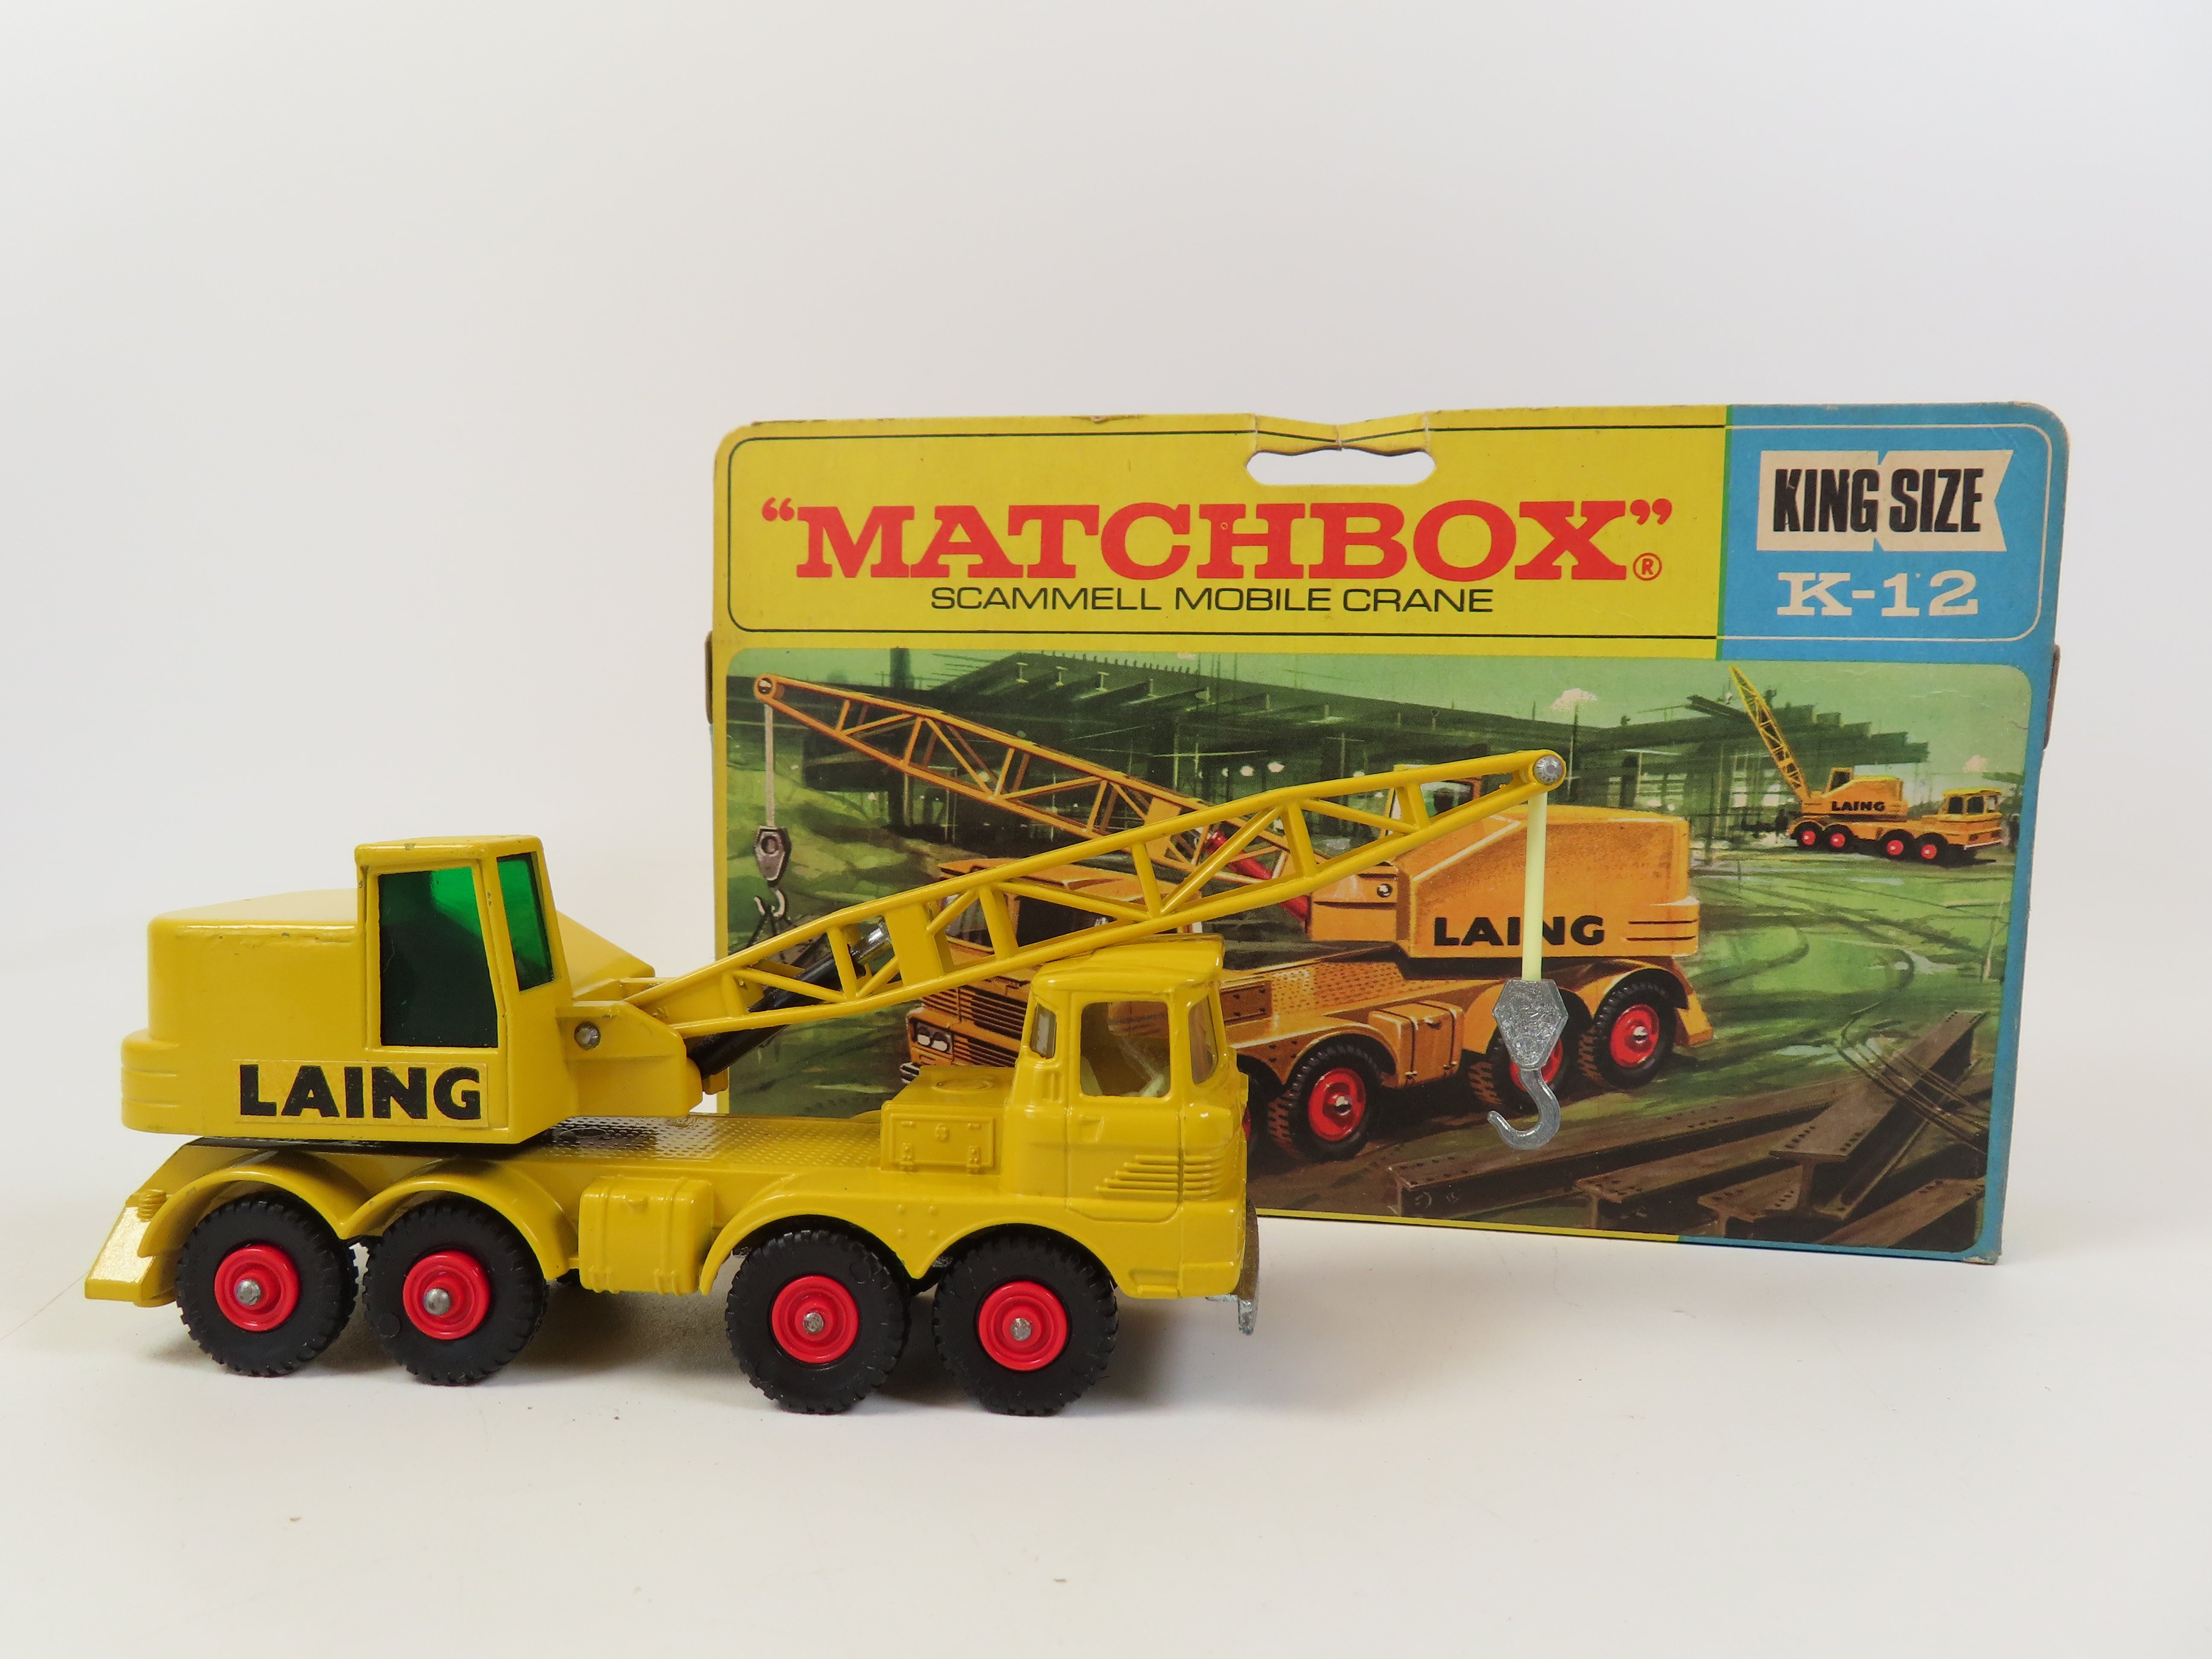 “MATCHBOX”®
SCAMMELL MOBILE CRANE
KING SIZE
K-12
LAING
LAING
LAING